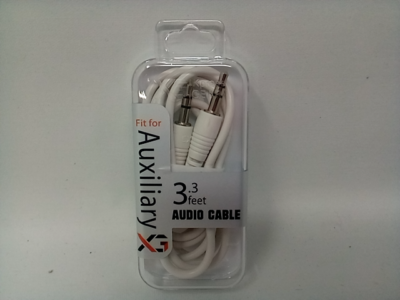 Fit for
Auxiliary
XG
3.3
feet
AUDIO CABLE